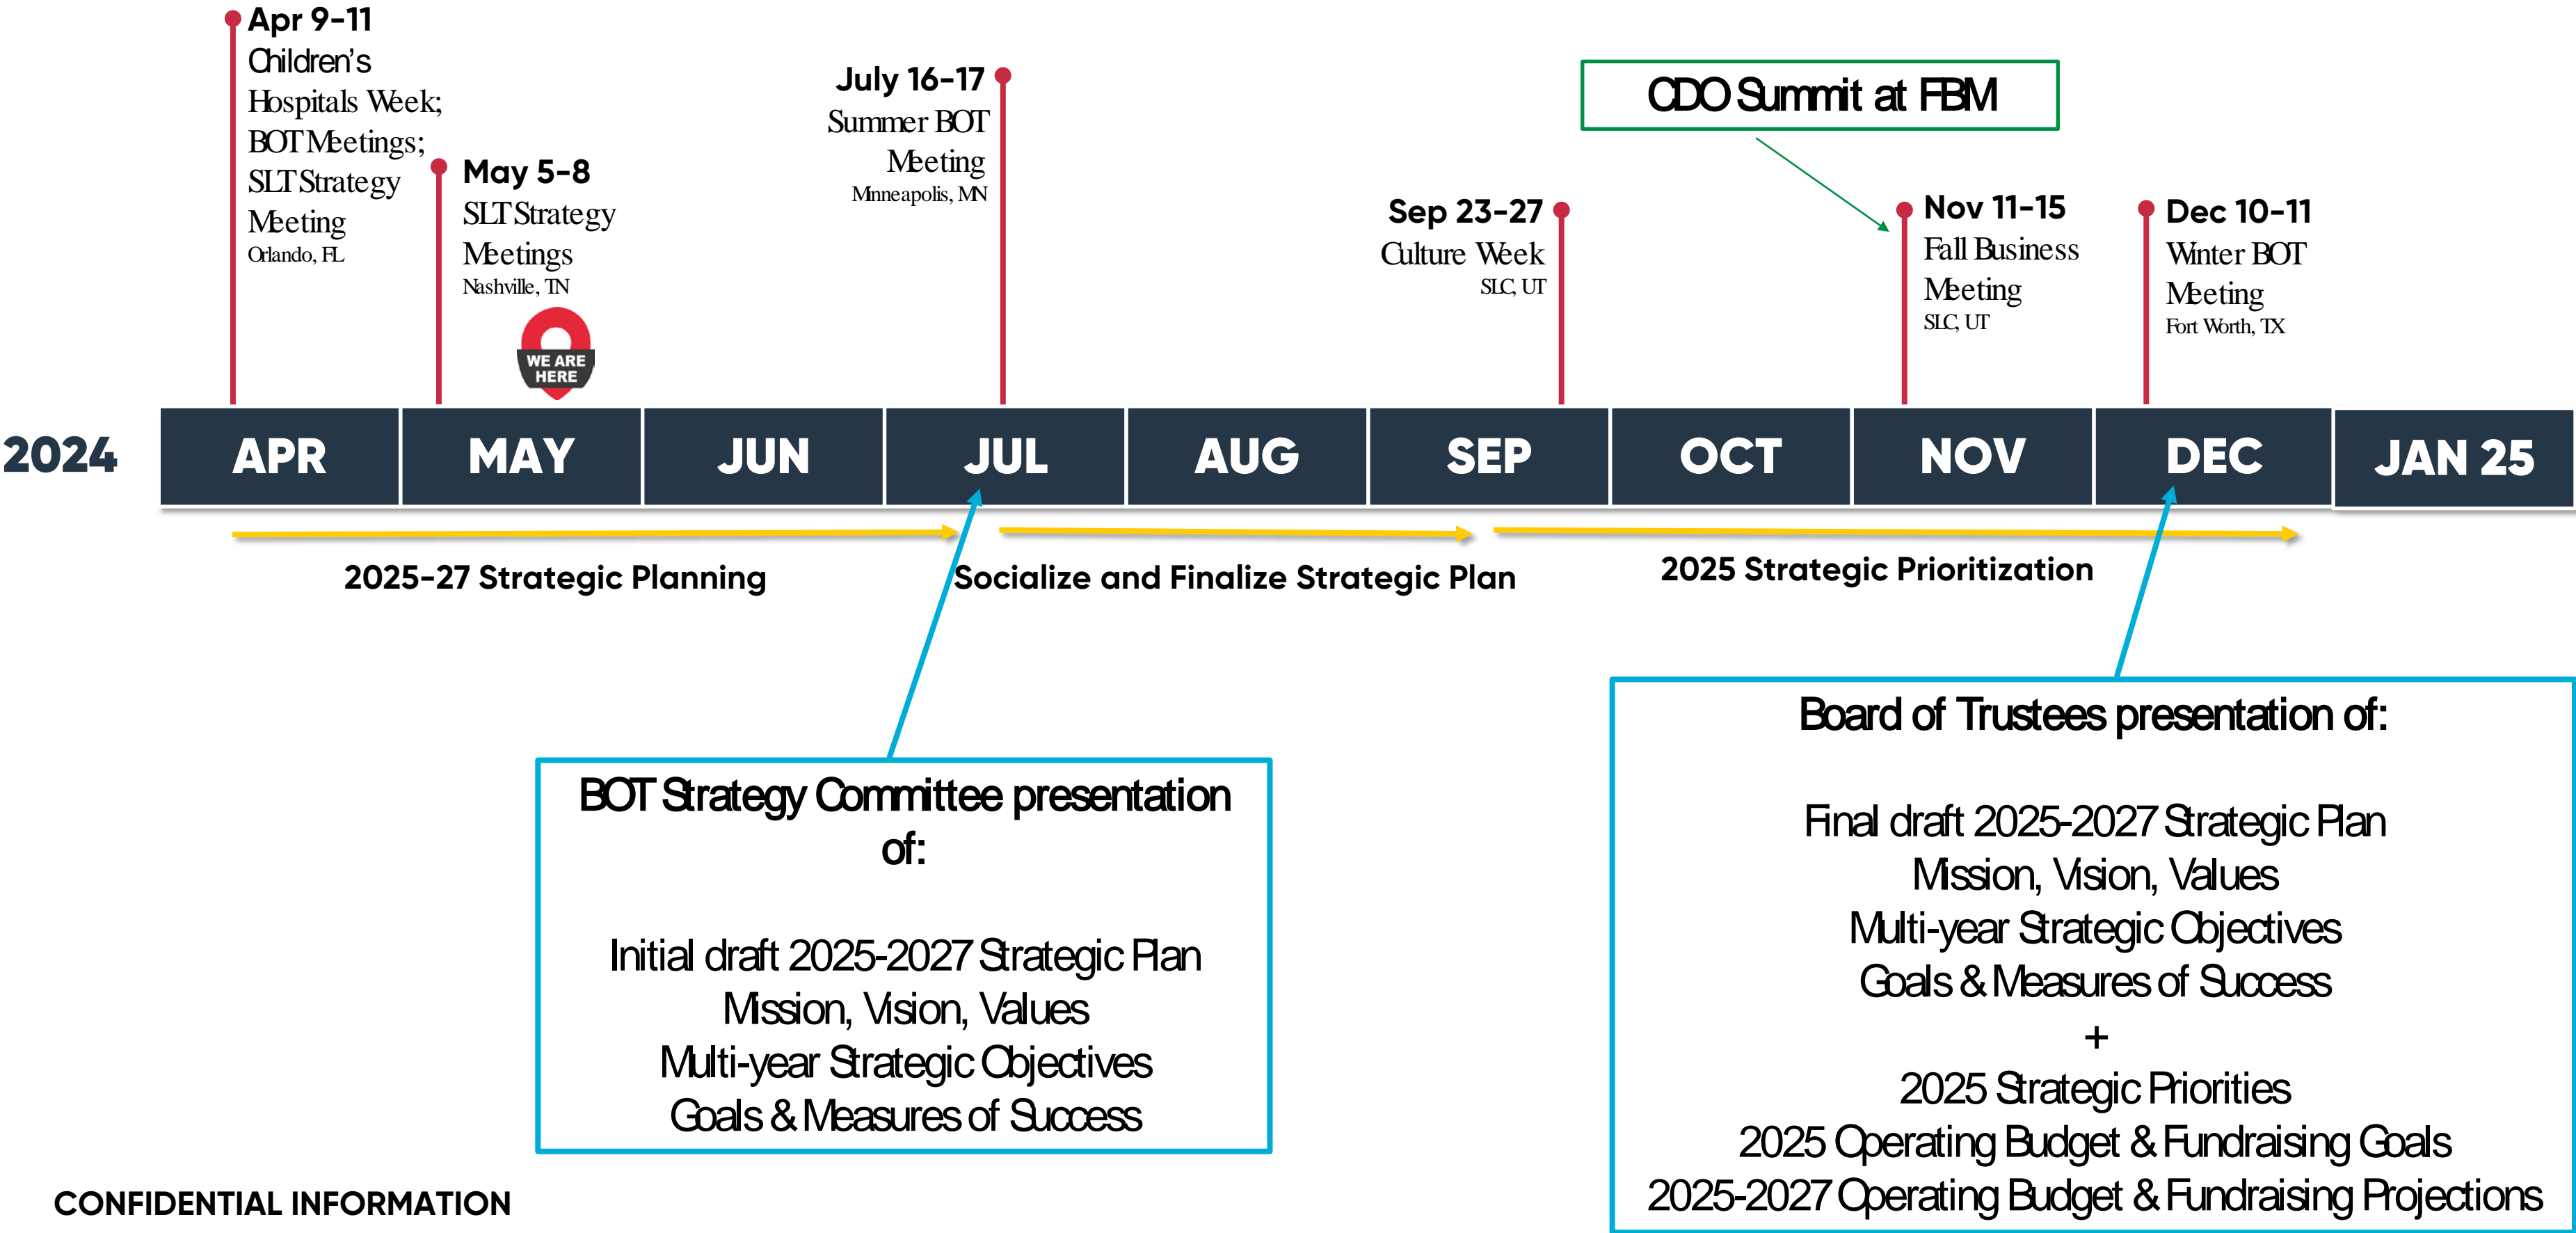 Apr 9-11
Children's
Hospitals Week;
BOT Meetings;
SLT Strategy
Meeting
Orlando, FL
May 5-8
SLT Strategy
Meetings
Nashville, TN
WE ARE
HERE
July 16-17
Summer BOT
Meeting
Minneapolis, MN
Sep 23-27
Culture Week
SLC, UT
CDO Summit at FBM
Nov 11-15
Fall Business
Meeting
SLC, UT
Dec 10-11
Winter BOT
Meeting
Fort Worth, TX
2024
APR
MAY
JUN
JUL
AUG
SEP
OCT
NOV
DEC
JAN 25
2025-27 Strategic Planning
Socialize and Finalize Strategic Plan
2025 Strategic Prioritization
BOT Strategy Committee presentation
of:
Initial draft 2025-2027 Strategic Plan
Mission, Vision, Values
Multi-year Strategic Objectives
Goals & Measures of Success
Board of Trustees presentation of:
Final draft 2025-2027 Strategic Plan
Mission, Vision, Values
Multi-year Strategic Objectives
Goals & Measures of Success
+
2025 Strategic Priorities
2025 Operating Budget & Fundraising Goals
2025-2027 Operating Budget & Fundraising Projections
CONFIDENTIAL INFORMATION